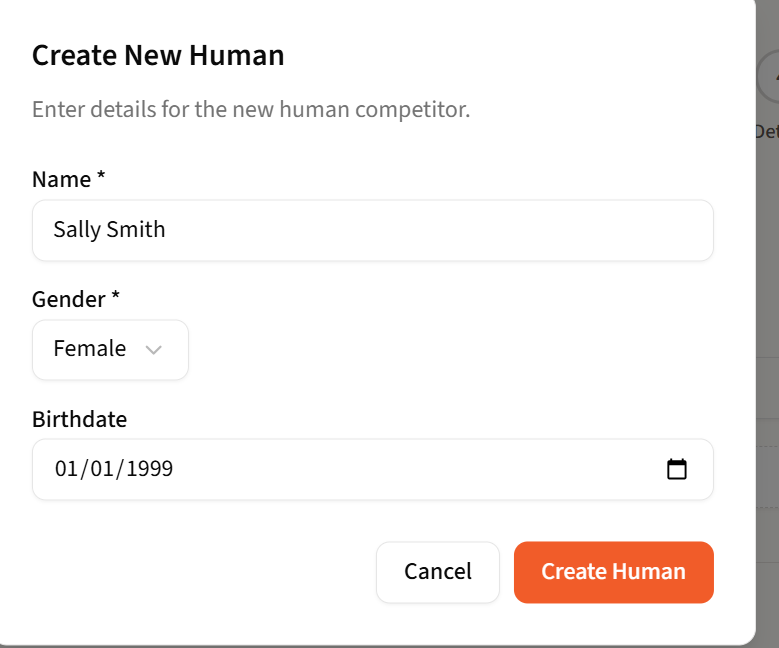 Create New Human
Enter details for the new human competitor.
Name *
Sally Smith
Gender *
Female
Birthdate
01/01/1999
Cancel
Create Human